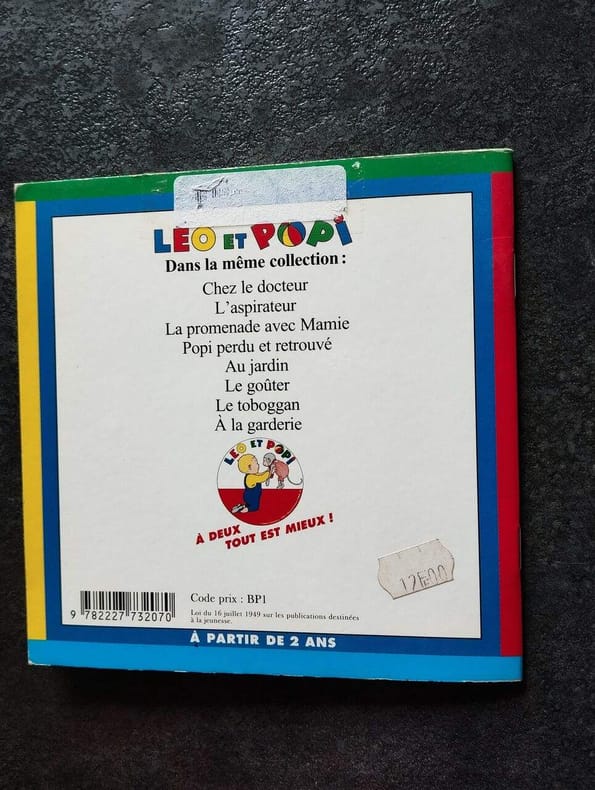 LÉO ET POPI
Dans la même collection :
Chez le docteur
L'aspirateur
La promenade avec Mamie
Popi perdu et retrouvé
Au jardin
Le goûter
Le toboggan
À la garderie
LÉO ET POPI
À DEUX
TOUT EST MIEUX !
12F00
Code prix : BP1
Loi du 16 juillet 1949 sur les publications destinées
à la jeunesse.
9 782227 732070
À PARTIR DE 2 ANS